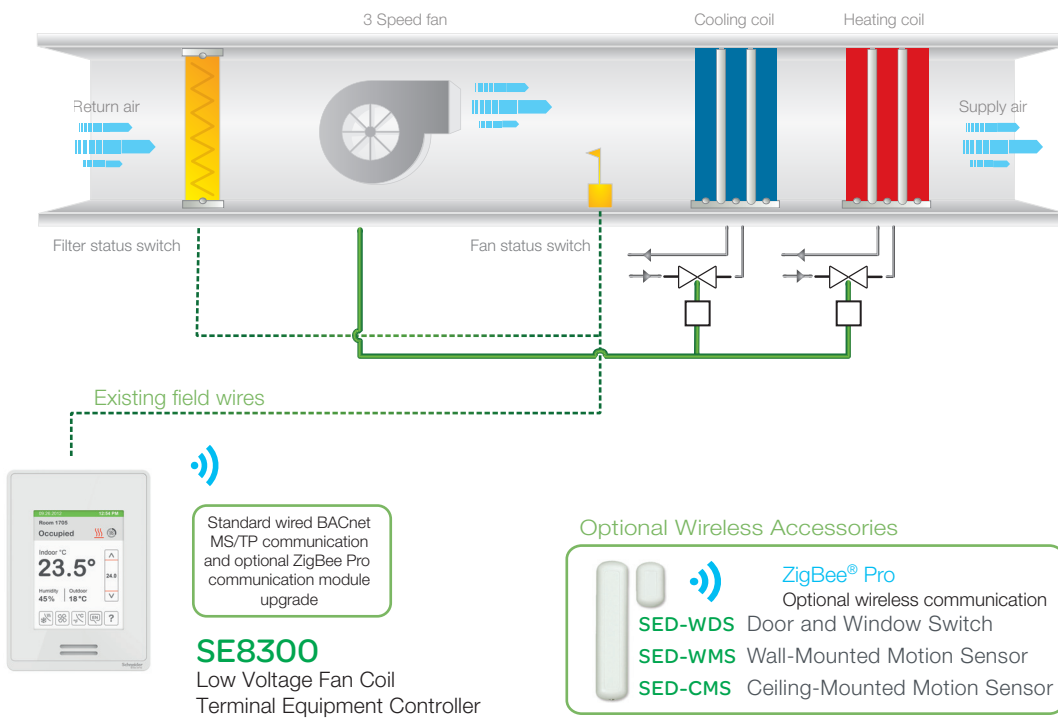 3 Speed fan
Cooling coil
Heating coil
Return air
Supply air
Filter status switch
Fan status switch
Existing field wires
12:34 PM
Room 1705
Occupied
Indoor °C
23.5°
24.0
Humidity
45%
Outdoor
18°C
?
Schneider
Standard wired BACnet
MS/TP communication
and optional ZigBee Pro
communication module
upgrade
SE8300
Low Voltage Fan Coil
Terminal Equipment Controller
Optional Wireless Accessories
ZigBee® Pro
Optional wireless communication
SED-WDS Door and Window Switch
SED-WMS Wall-Mounted Motion Sensor
SED-CMS Ceiling-Mounted Motion Sensor